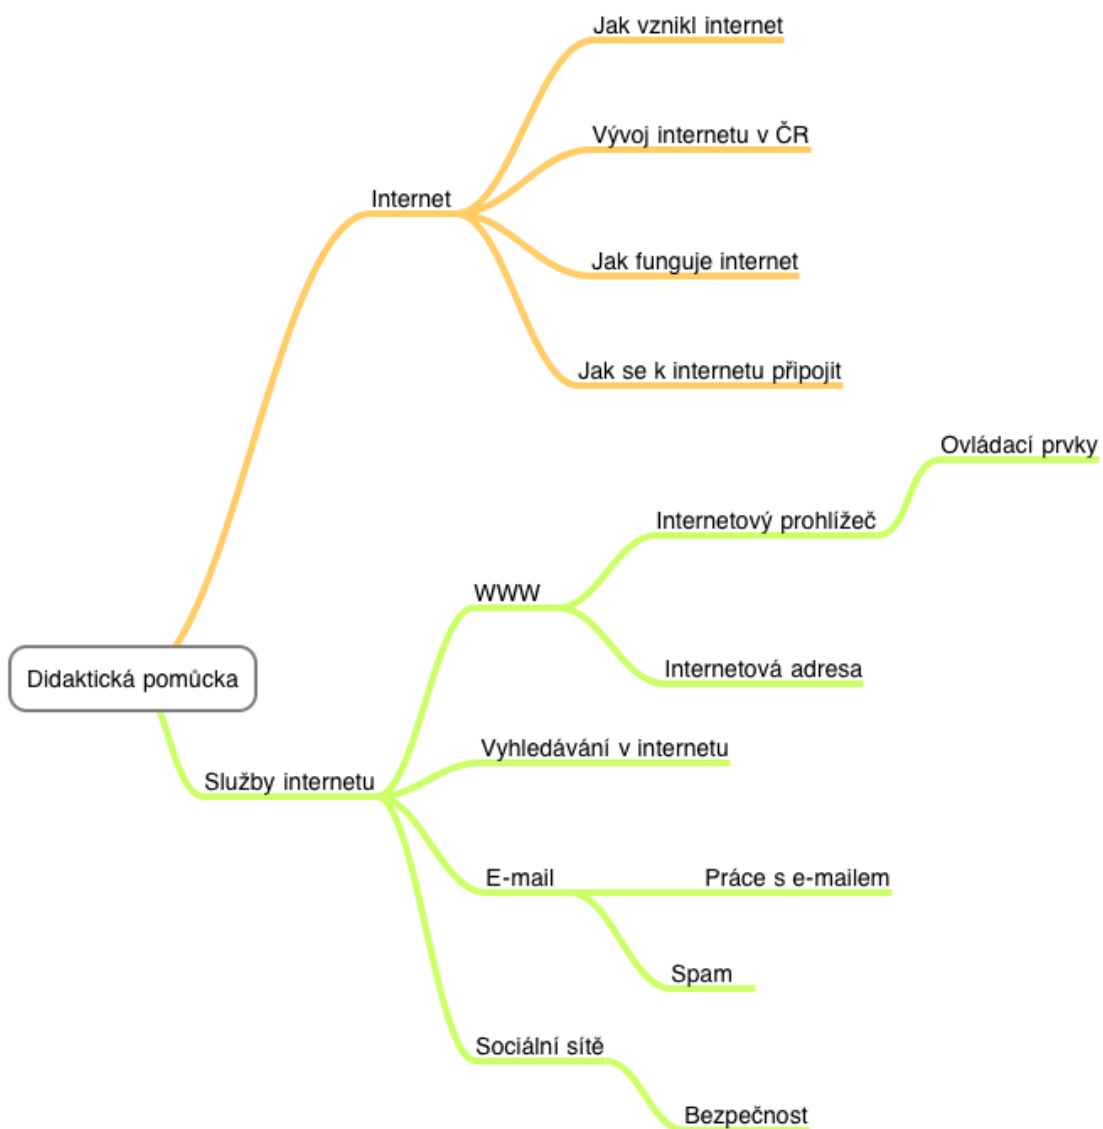 Jak vznikl internet
Vývoj internetu v ČR
Internet
Jak funguje internet
Jak se k internetu připojit
Ovládací prvky
Internetový prohlížeč
WWW
Internetová adresa
Didaktická pomůcka
Vyhledávání v internetu
Služby internetu
E-mail
Práce s e-mailem
Spam
Sociální sítě
Bezpečnost